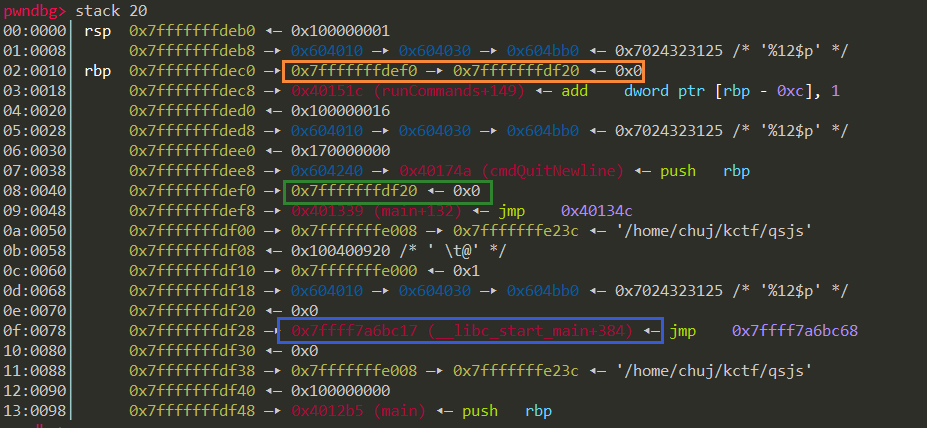 pwndbg> stack 20
00:0000│ rsp 0x7fffffffdeb0 ◂— 0x100000001
01:0008│ 0x7fffffffdeb8 —▸ 0x604010 —▸ 0x604030 —▸ 0x604bb0 ◂— 0x7024323125 /* '%12$p' */
02:0010│ rbp 0x7fffffffdec0 —▸ 0x7fffffffdef0 —▸ 0x7fffffffdf20 ◂— 0x0
03:0018│ 0x7fffffffdec8 —▸ 0x40151c (runCommands+149) ◂— add dword ptr [rbp - 0xc], 1
04:0020│ 0x7fffffffded0 ◂— 0x100000016
05:0028│ 0x7fffffffded8 —▸ 0x604010 —▸ 0x604030 —▸ 0x604bb0 ◂— 0x7024323125 /* '%12$p' */
06:0030│ 0x7fffffffdee0 ◂— 0x170000000
07:0038│ 0x7fffffffdee8 —▸ 0x604240 —▸ 0x40174a (cmdQuitNewline) ◂— push rbp
08:0040│ 0x7fffffffdef0 —▸ 0x7fffffffdf20 ◂— 0x0
09:0048│ 0x7fffffffdef8 —▸ 0x401339 (main+132) ◂— jmp 0x40134c
0a:0050│ 0x7fffffffdf00 —▸ 0x7fffffffe008 —▸ 0x7fffffffe23c ◂— '/home/chuj/kctf/qsjs'
0b:0058│ 0x7fffffffdf08 ◂— 0x100400920 /* ' \t@' */
0c:0060│ 0x7fffffffdf10 —▸ 0x7fffffffe000 ◂— 0x1
0d:0068│ 0x7fffffffdf18 —▸ 0x604010 —▸ 0x604030 —▸ 0x604bb0 ◂— 0x7024323125 /* '%12$p' */
0e:0070│ 0x7fffffffdf20 ◂— 0x0
0f:0078│ 0x7fffffffdf28 —▸ 0x7ffff7a6bc17 (__libc_start_main+384) ◂— jmp 0x7ffff7a6bc68
10:0080│ 0x7fffffffdf30 ◂— 0x0
11:0088│ 0x7fffffffdf38 —▸ 0x7fffffffe008 —▸ 0x7fffffffe23c ◂— '/home/chuj/kctf/qsjs'
12:0090│ 0x7fffffffdf40 ◂— 0x100000000
13:0098│ 0x7fffffffdf48 —▸ 0x4012b5 (main) ◂— push rbp